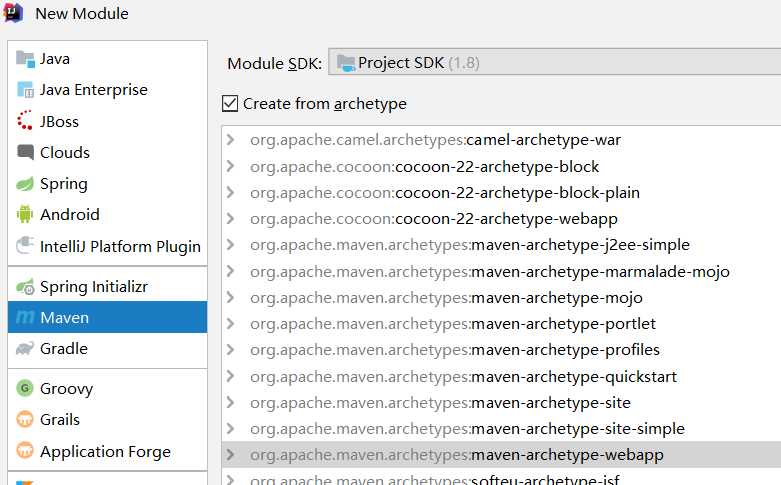 New Module
Java
Java Enterprise
JBoss
Clouds
Spring
Android
IntelliJ Platform Plugin
Spring Initializr
Maven
Gradle
Groovy
Grails
Application Forge
Module SDK: Project SDK (1.8)
Create from archetype
org.apache.camel.archetypes:camel-archetype-war
org.apache.cocoon:cocoon-22-archetype-block
org.apache.cocoon:cocoon-22-archetype-block-plain
org.apache.cocoon:cocoon-22-archetype-webapp
org.apache.maven.archetypes:maven-archetype-j2ee-simple
org.apache.maven.archetypes:maven-archetype-marmalade-mojo
org.apache.maven.archetypes:maven-archetype-mojo
org.apache.maven.archetypes:maven-archetype-portlet
org.apache.maven.archetypes:maven-archetype-profiles
org.apache.maven.archetypes:maven-archetype-quickstart
org.apache.maven.archetypes:maven-archetype-site
org.apache.maven.archetypes:maven-archetype-site-simple
org.apache.maven.archetypes:maven-archetype-webapp
org.apache.maven.archetypes:softeu-archetype-jsf